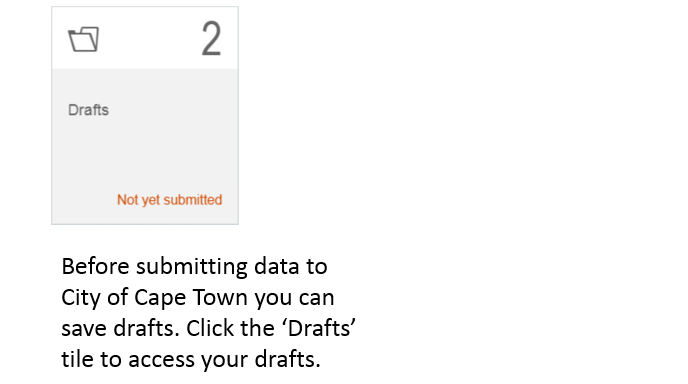 2
Drafts
Not yet submitted
Before submitting data to
City of Cape Town you can
save drafts. Click the ‘Drafts’
tile to access your drafts.